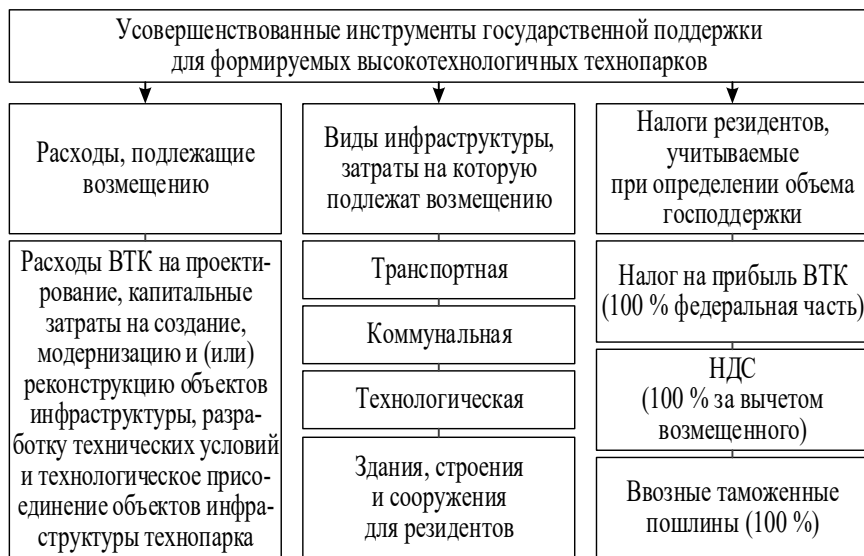 Усовершенствованные инструменты государственной поддержки
для формируемых высокотехнологичных технопарков
Расходы, подлежащие
возмещению
Расходы ВТК на проекти-
рование, капитальные
затраты на создание,
модернизацию и (или)
реконструкцию объектов
инфраструктуры, разра-
ботку технических условий
и технологическое присо-
единение объектов инфра-
структуры технопарка
Виды инфраструктуры,
затраты на которую
подлежат возмещению
Транспортная
Коммунальная
Технологическая
Здания, строения
и сооружения
для резидентов
Налоги резидентов,
учитываемые
при определении объема
господдержки
Налог на прибыль ВТК
(100 % федеральная часть)
НДС
(100 % за вычетом
возмещенного)
Ввозные таможенные
пошлины (100 %)